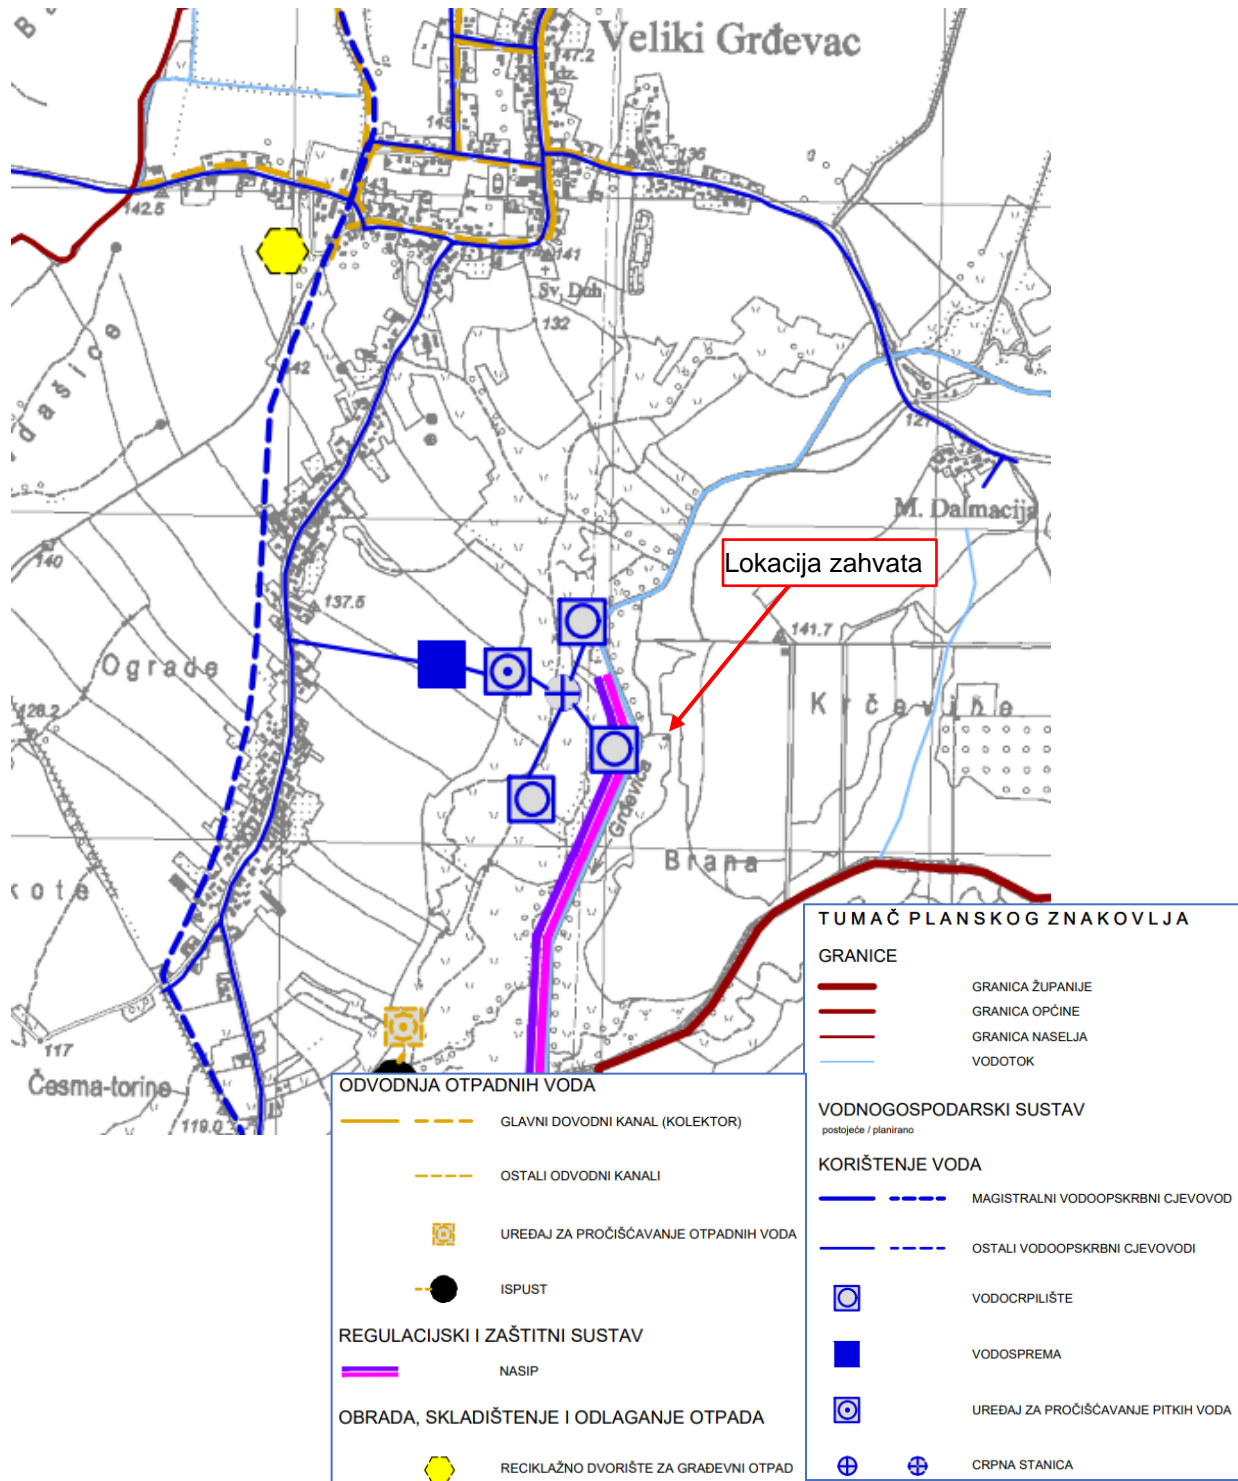 Veliki Grđevac
147.2
dz.
136
142.5
141
Sv. Duh
132
142
dašice
121
M. Dalmacija
140
Lokacija zahvata
137.5
141.7
Ograde
Krčevine
128.2
Grđevica
Brana
kote
117
Česma-torine
119.0
TUMAČ PLANSKOG ZNAKOVLJA
GRANICE
GRANICA ŽUPANIJE
GRANICA OPĆINE
GRANICA NASELJA
VODOTOK
VODNOGOSPODARSKI SUSTAV
postojeće / planirano
KORIŠTENJE VODA
MAGISTRALNI VODOOPSKRBNI CJEVOVOD
OSTALI VODOOPSKRBNI CJEVOVODI
VODOCRPILIŠTE
VODOSPREMA
UREĐAJ ZA PROČIŠĆAVANJE PITKIH VODA
CRPNA STANICA
ODVODNJA OTPADNIH VODA
GLAVNI DOVODNI KANAL (KOLEKTOR)
OSTALI ODVODNI KANALI
UREĐAJ ZA PROČIŠĆAVANJE OTPADNIH VODA
ISPUST
REGULACIJSKI I ZAŠTITNI SUSTAV
NASIP
OBRADA, SKLADIŠTENJE I ODLAGANJE OTPADA
RECIKLAŽNO DVORIŠTE ZA GRAĐEVNI OTPAD